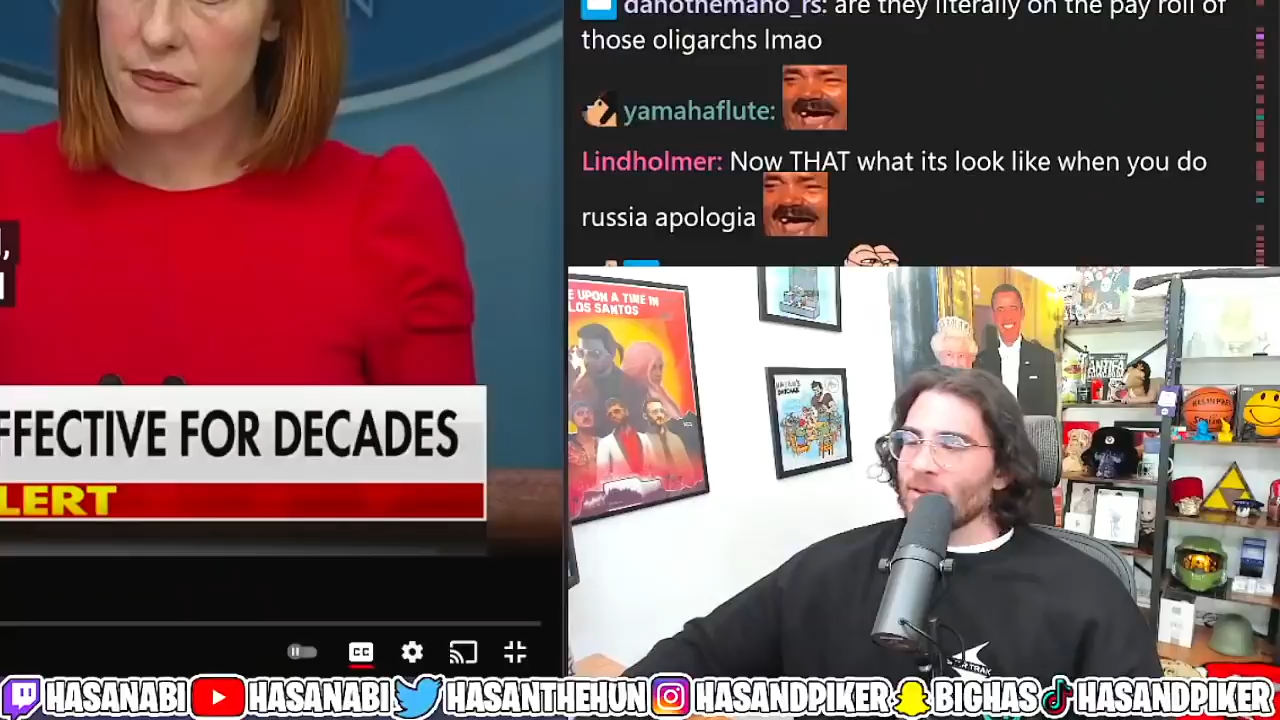 danothemano_rs: are they literally on the pay roll of
those oligarchs lmao
yamahaflute:
Lindholmer: Now THAT what its look like when you do
russia apologia
FFECTIVE FOR DECADES
LERT
CC
E UPON A TIME IN
LOS SANTOS
ANTIFA
HASANABI
HASANABI
HASANTHEHUN
HASANDPIKER
BIGHAS
HASANDPIKER